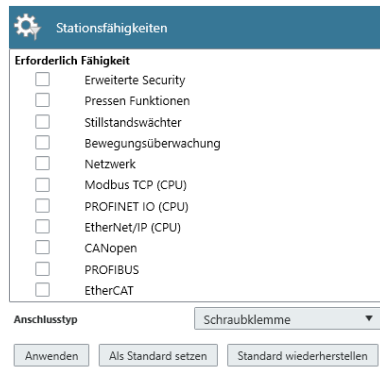 Stationsfähigkeiten
Erforderlich Fähigkeit
Erweiterte Security
Pressen Funktionen
Stillstandswächter
Bewegungsüberwachung
Netzwerk
Modbus TCP (CPU)
PROFINET IO (CPU)
EtherNet/IP (CPU)
CANopen
PROFIBUS
EtherCAT
Anschlusstyp Schraubklemme
Anwenden Als Standard setzen Standard wiederherstellen